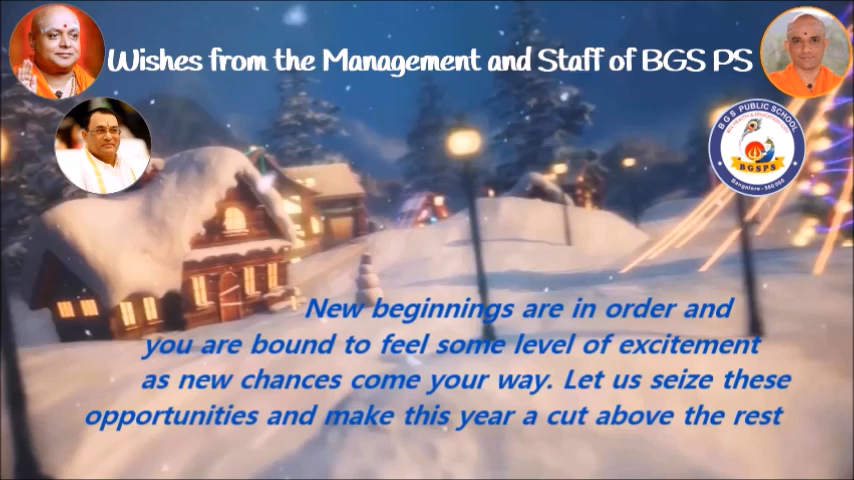 Wishes from the Management and Staff of BGS PS
BGS PUBLIC SCHOOL
BGSPS
New beginnings are in order and
you are bound to feel some level of excitement
as new chances come your way. Let us seize these
opportunities and make this year a cut above the rest